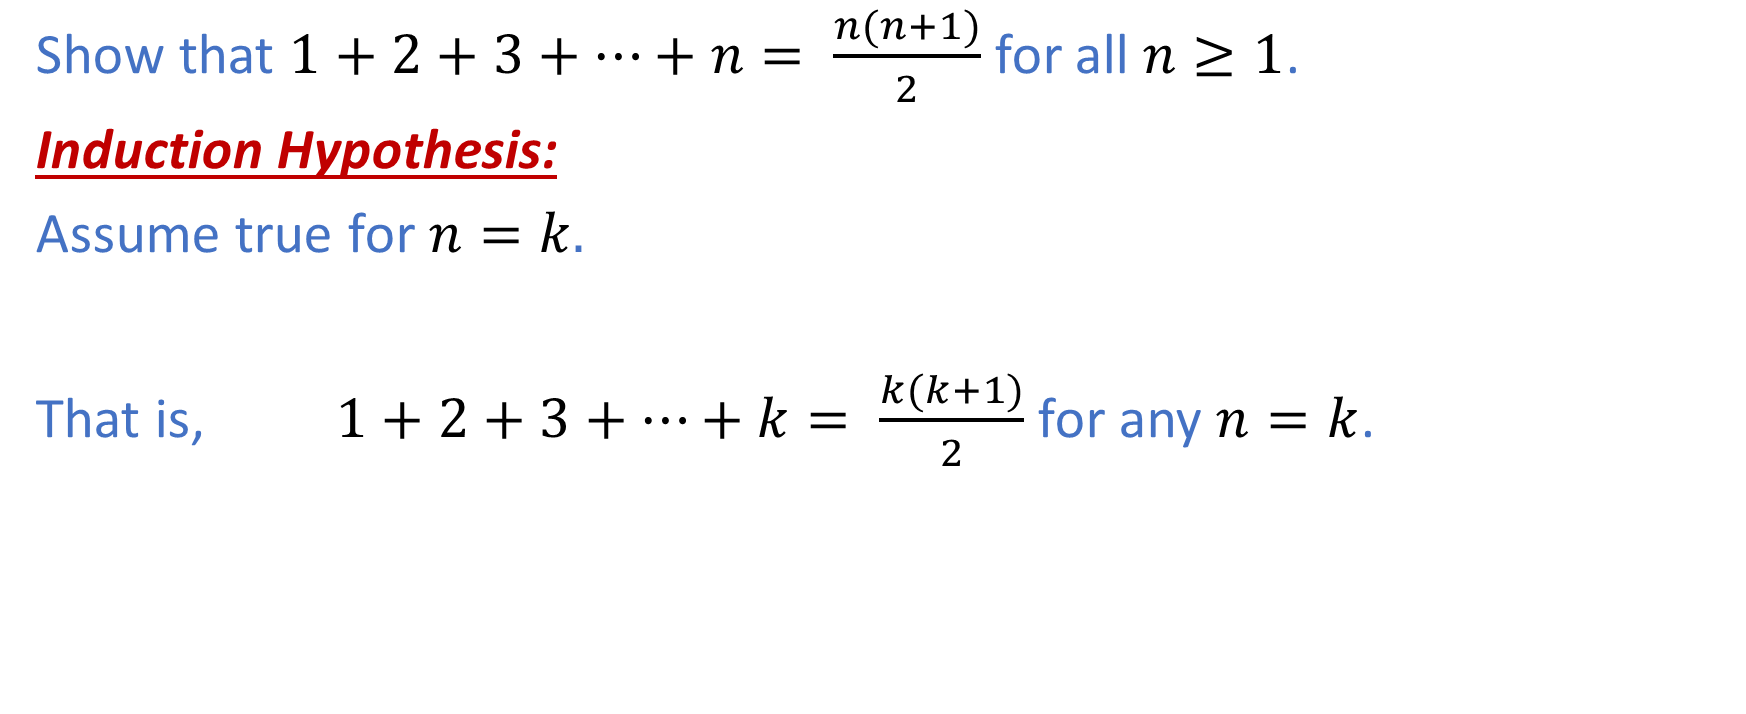 Show that 1 + 2 + 3 + ⋯ + n = n(n+1)/2 for all n ≥ 1.
Induction Hypothesis:
Assume true for n = k.
That is, 1 + 2 + 3 + ⋯ + k = k(k+1)/2 for any n = k.